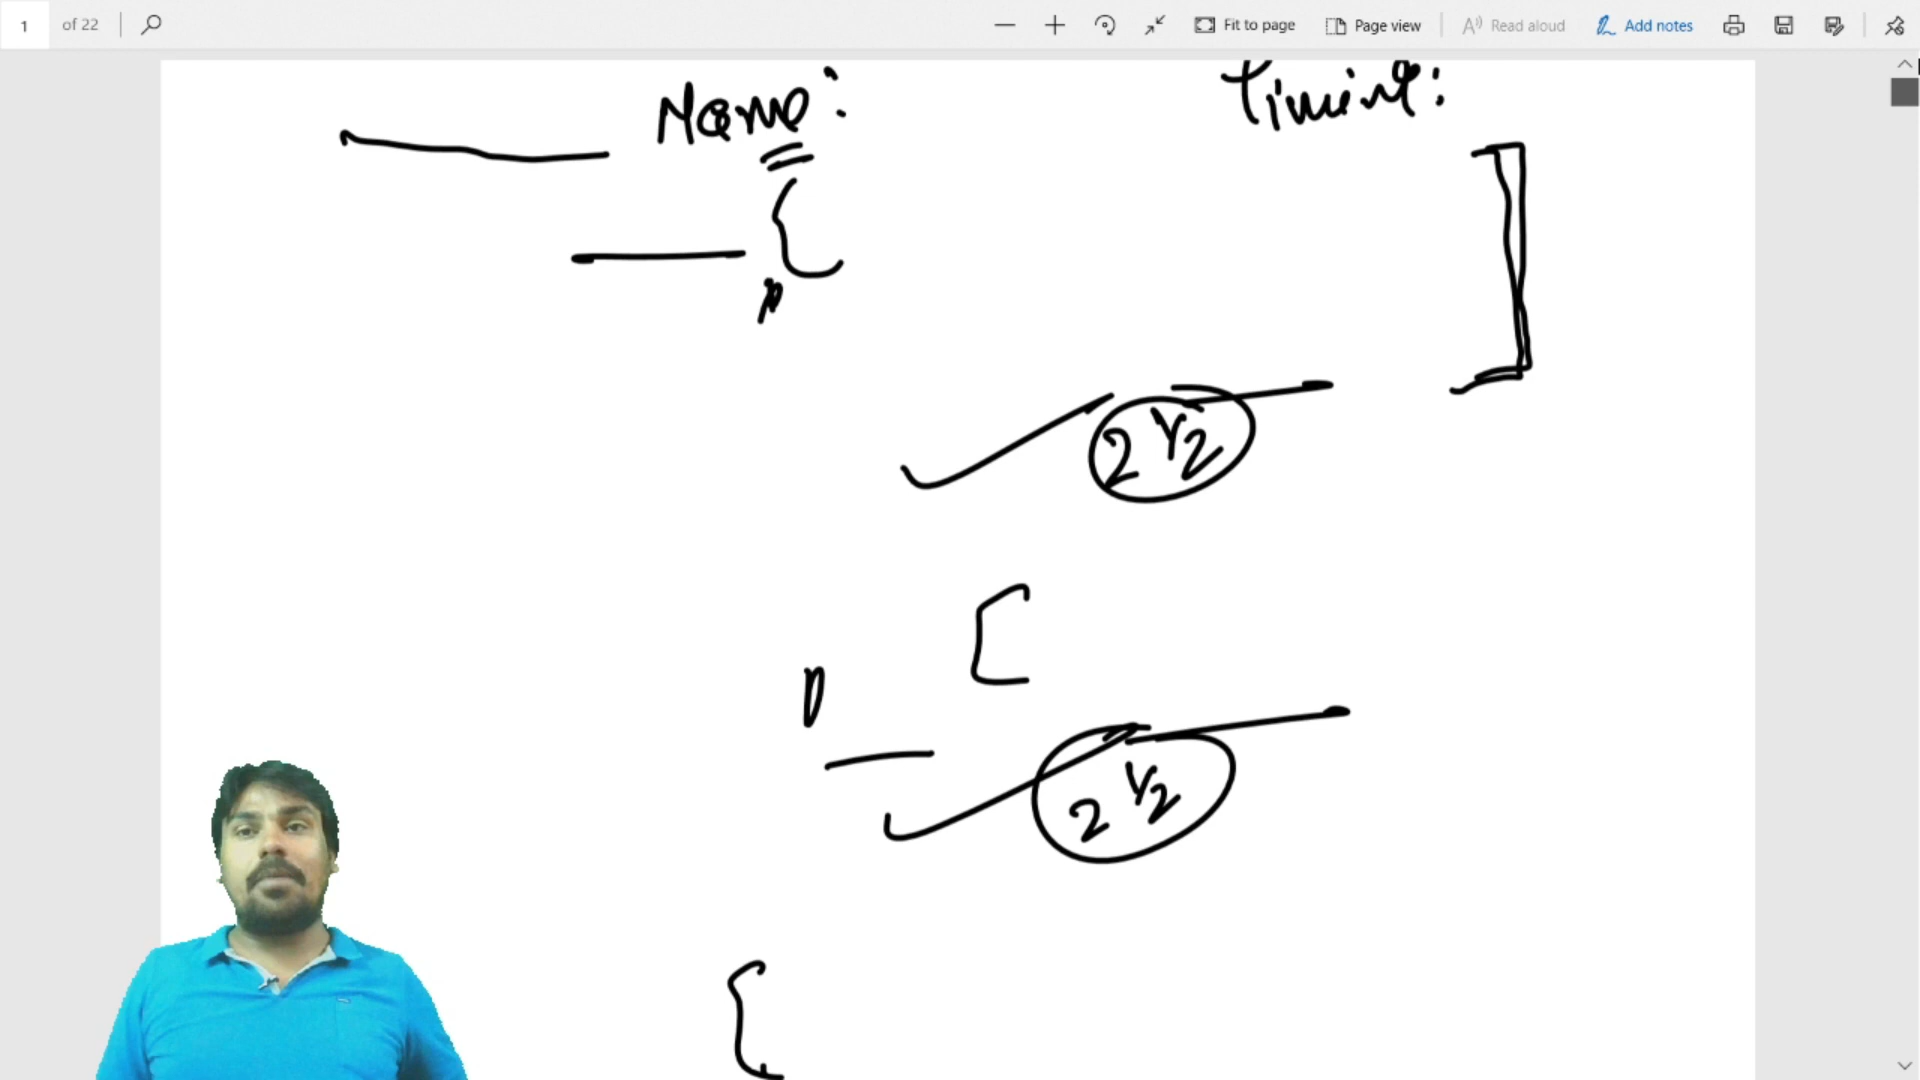 1 of 22 Fit to page Page view Read aloud Add notes
Name:
2 1/2
2 1/2